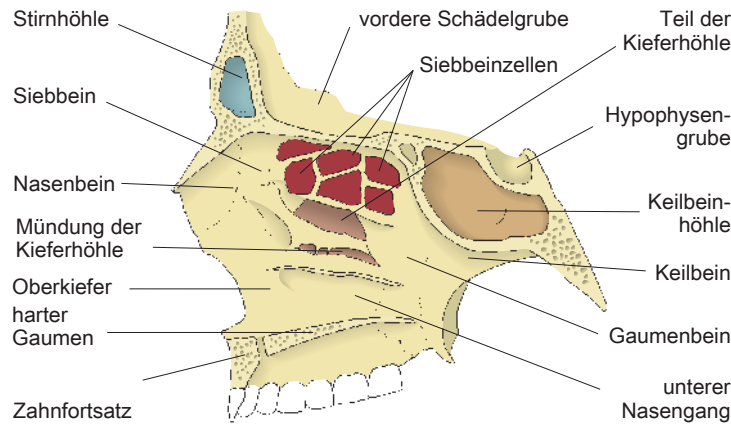 Stirnhöhle
vordere Schädelgrube
Teil der
Kieferhöhle
Siebbeinzellen
Siebbein
Hypophysen-
grube
Nasenbein
Keilbein-
höhle
Mündung der
Kieferhöhle
Keilbein
Oberkiefer
harter
Gaumen
Gaumenbein
unterer
Nasengang
Zahnfortsatz